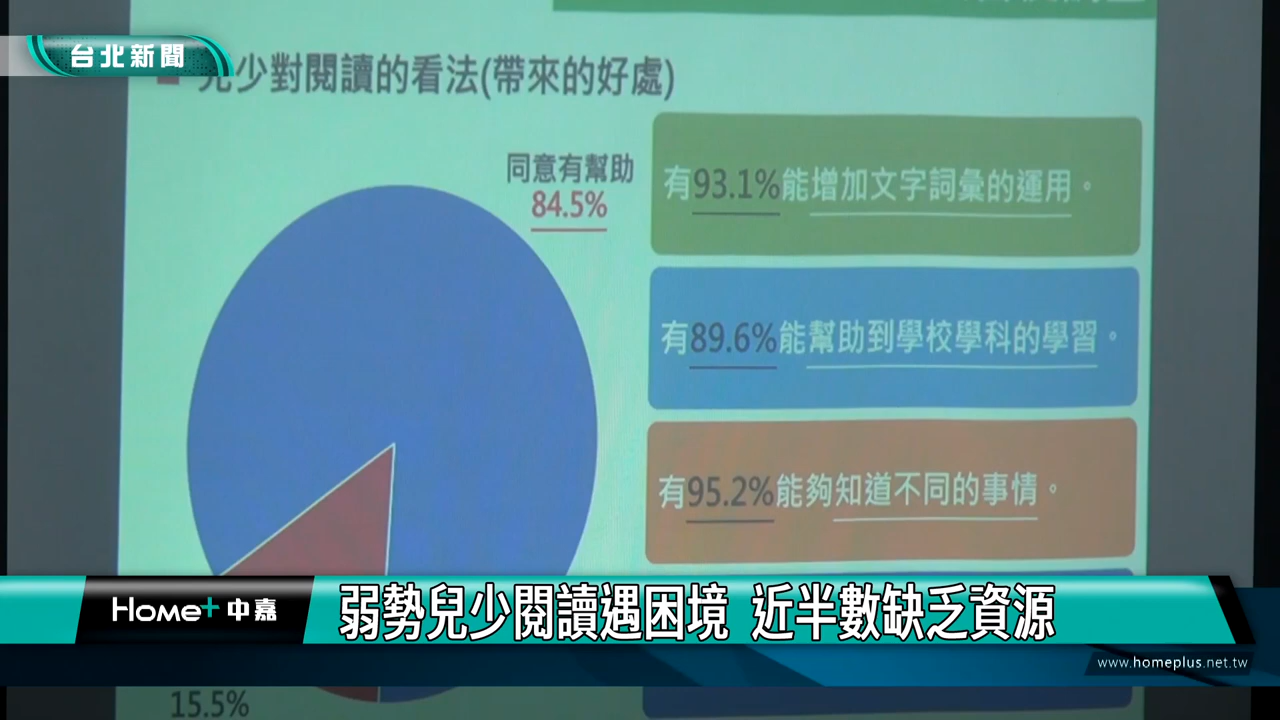 台北新聞
兒少對閱讀的看法(帶來的好處)
同意有幫助
84.5%
有93.1%能增加文字詞彙的運用。
有89.6%能幫助到學校學科的學習。
有95.2%能夠知道不同的事情。
Home+中嘉
弱勢兒少閱讀遇困境 近半數缺乏資源
www.homeplus.net.tw
15.5%